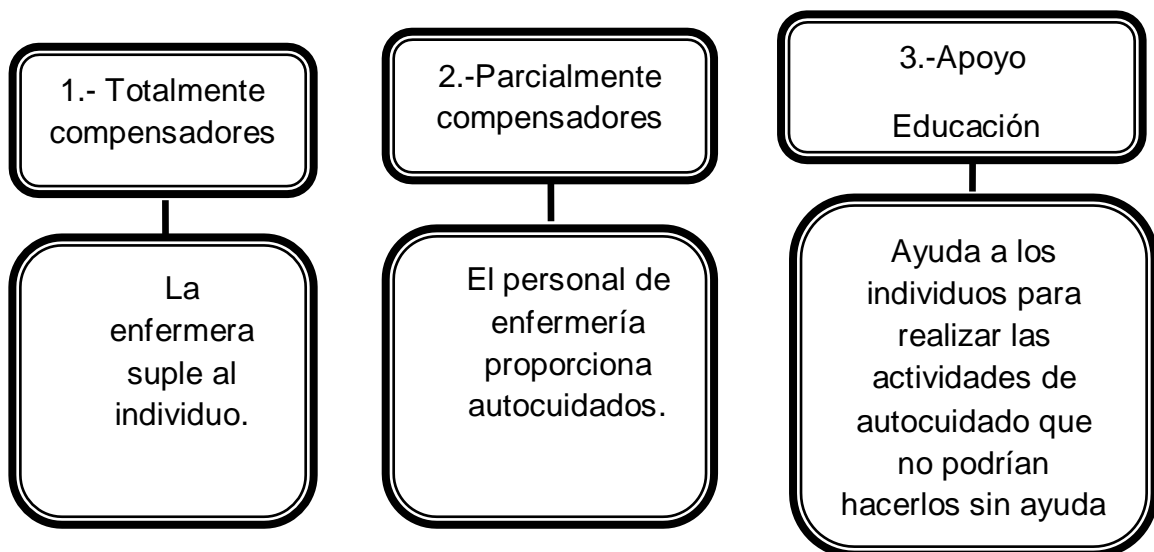 1.- Totalmente
compensadores
La
enfermera
suple al
individuo.
2.-Parcialmente
compensadores
El personal de
enfermería
proporciona
autocuidados.
3.-Apoyo
Educación
Ayuda a los
individuos para
realizar las
actividades de
autocuidado que
no podrían
hacerlos sin ayuda